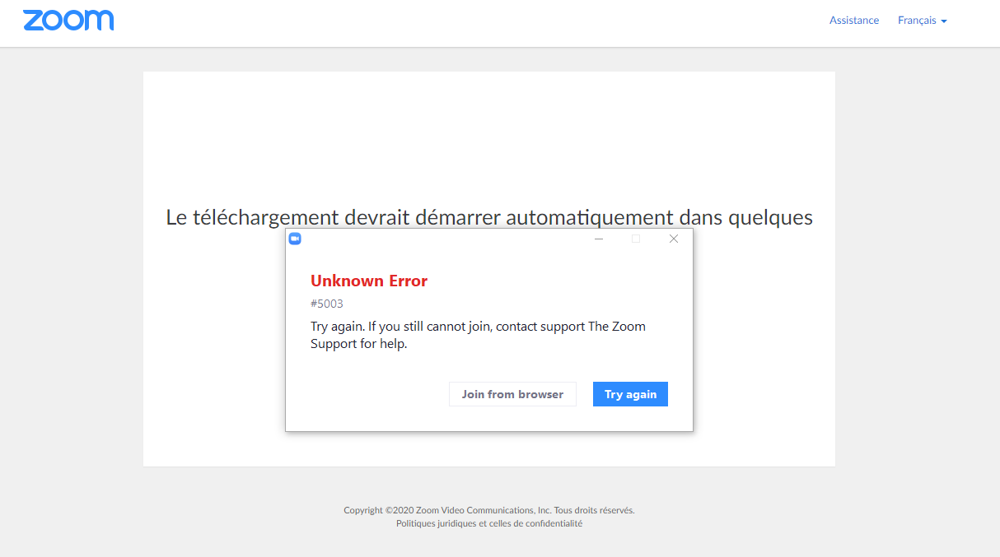 zoom
Assistance
Français
Le téléchargement devrait démarrer automatiquement dans quelques
Unknown Error
#5003
Try again. If you still cannot join, contact support The Zoom
Support for help.
Join from browser
Try again
Copyright ©2020 Zoom Video Communications, Inc. Tous droits réservés.
Politiques juridiques et celles de confidentialité